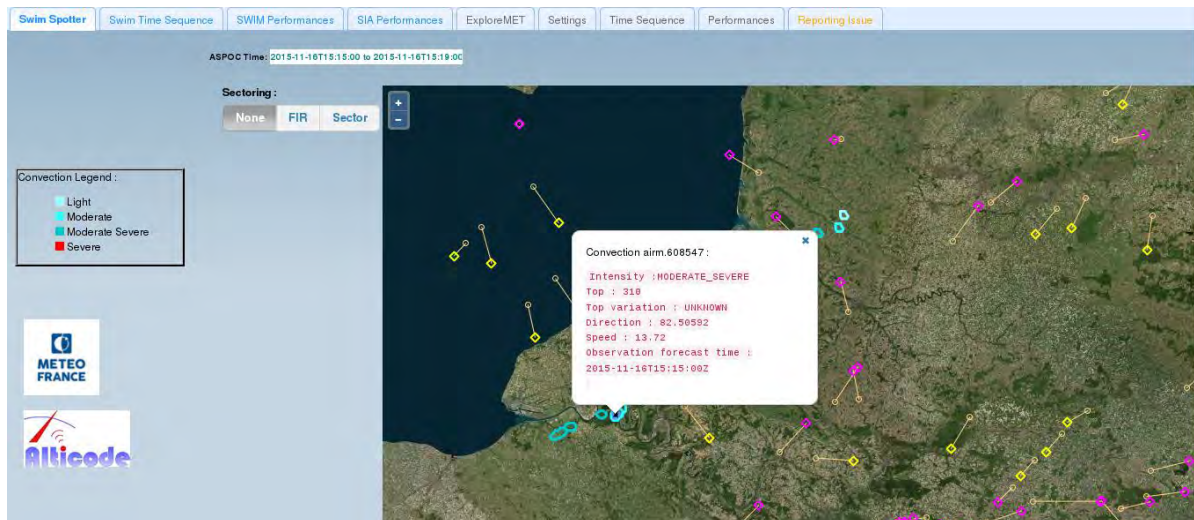 Swim Spotter
Swim Time Sequence
SWIM Performances
SIA Performances
ExploreMET
Settings
Time Sequence
Performances
Reporting Issue
ASPOC Time: 2015-11-16T15:15:00 to 2015-11-16T15:19:00
Sectoring :
None FIR Sector
+
-
Convection Legend :
Light
Moderate
Moderate Severe
Severe
Convection airm.608547 :
×
Intensity :MODERATE_SEVERE
Top : 310
Top variation : UNKNOWN
Direction : 82.50592
Speed : 13.72
Observation forecast time :
2015-11-16T15:15:00Z
METEO
FRANCE
Alticode